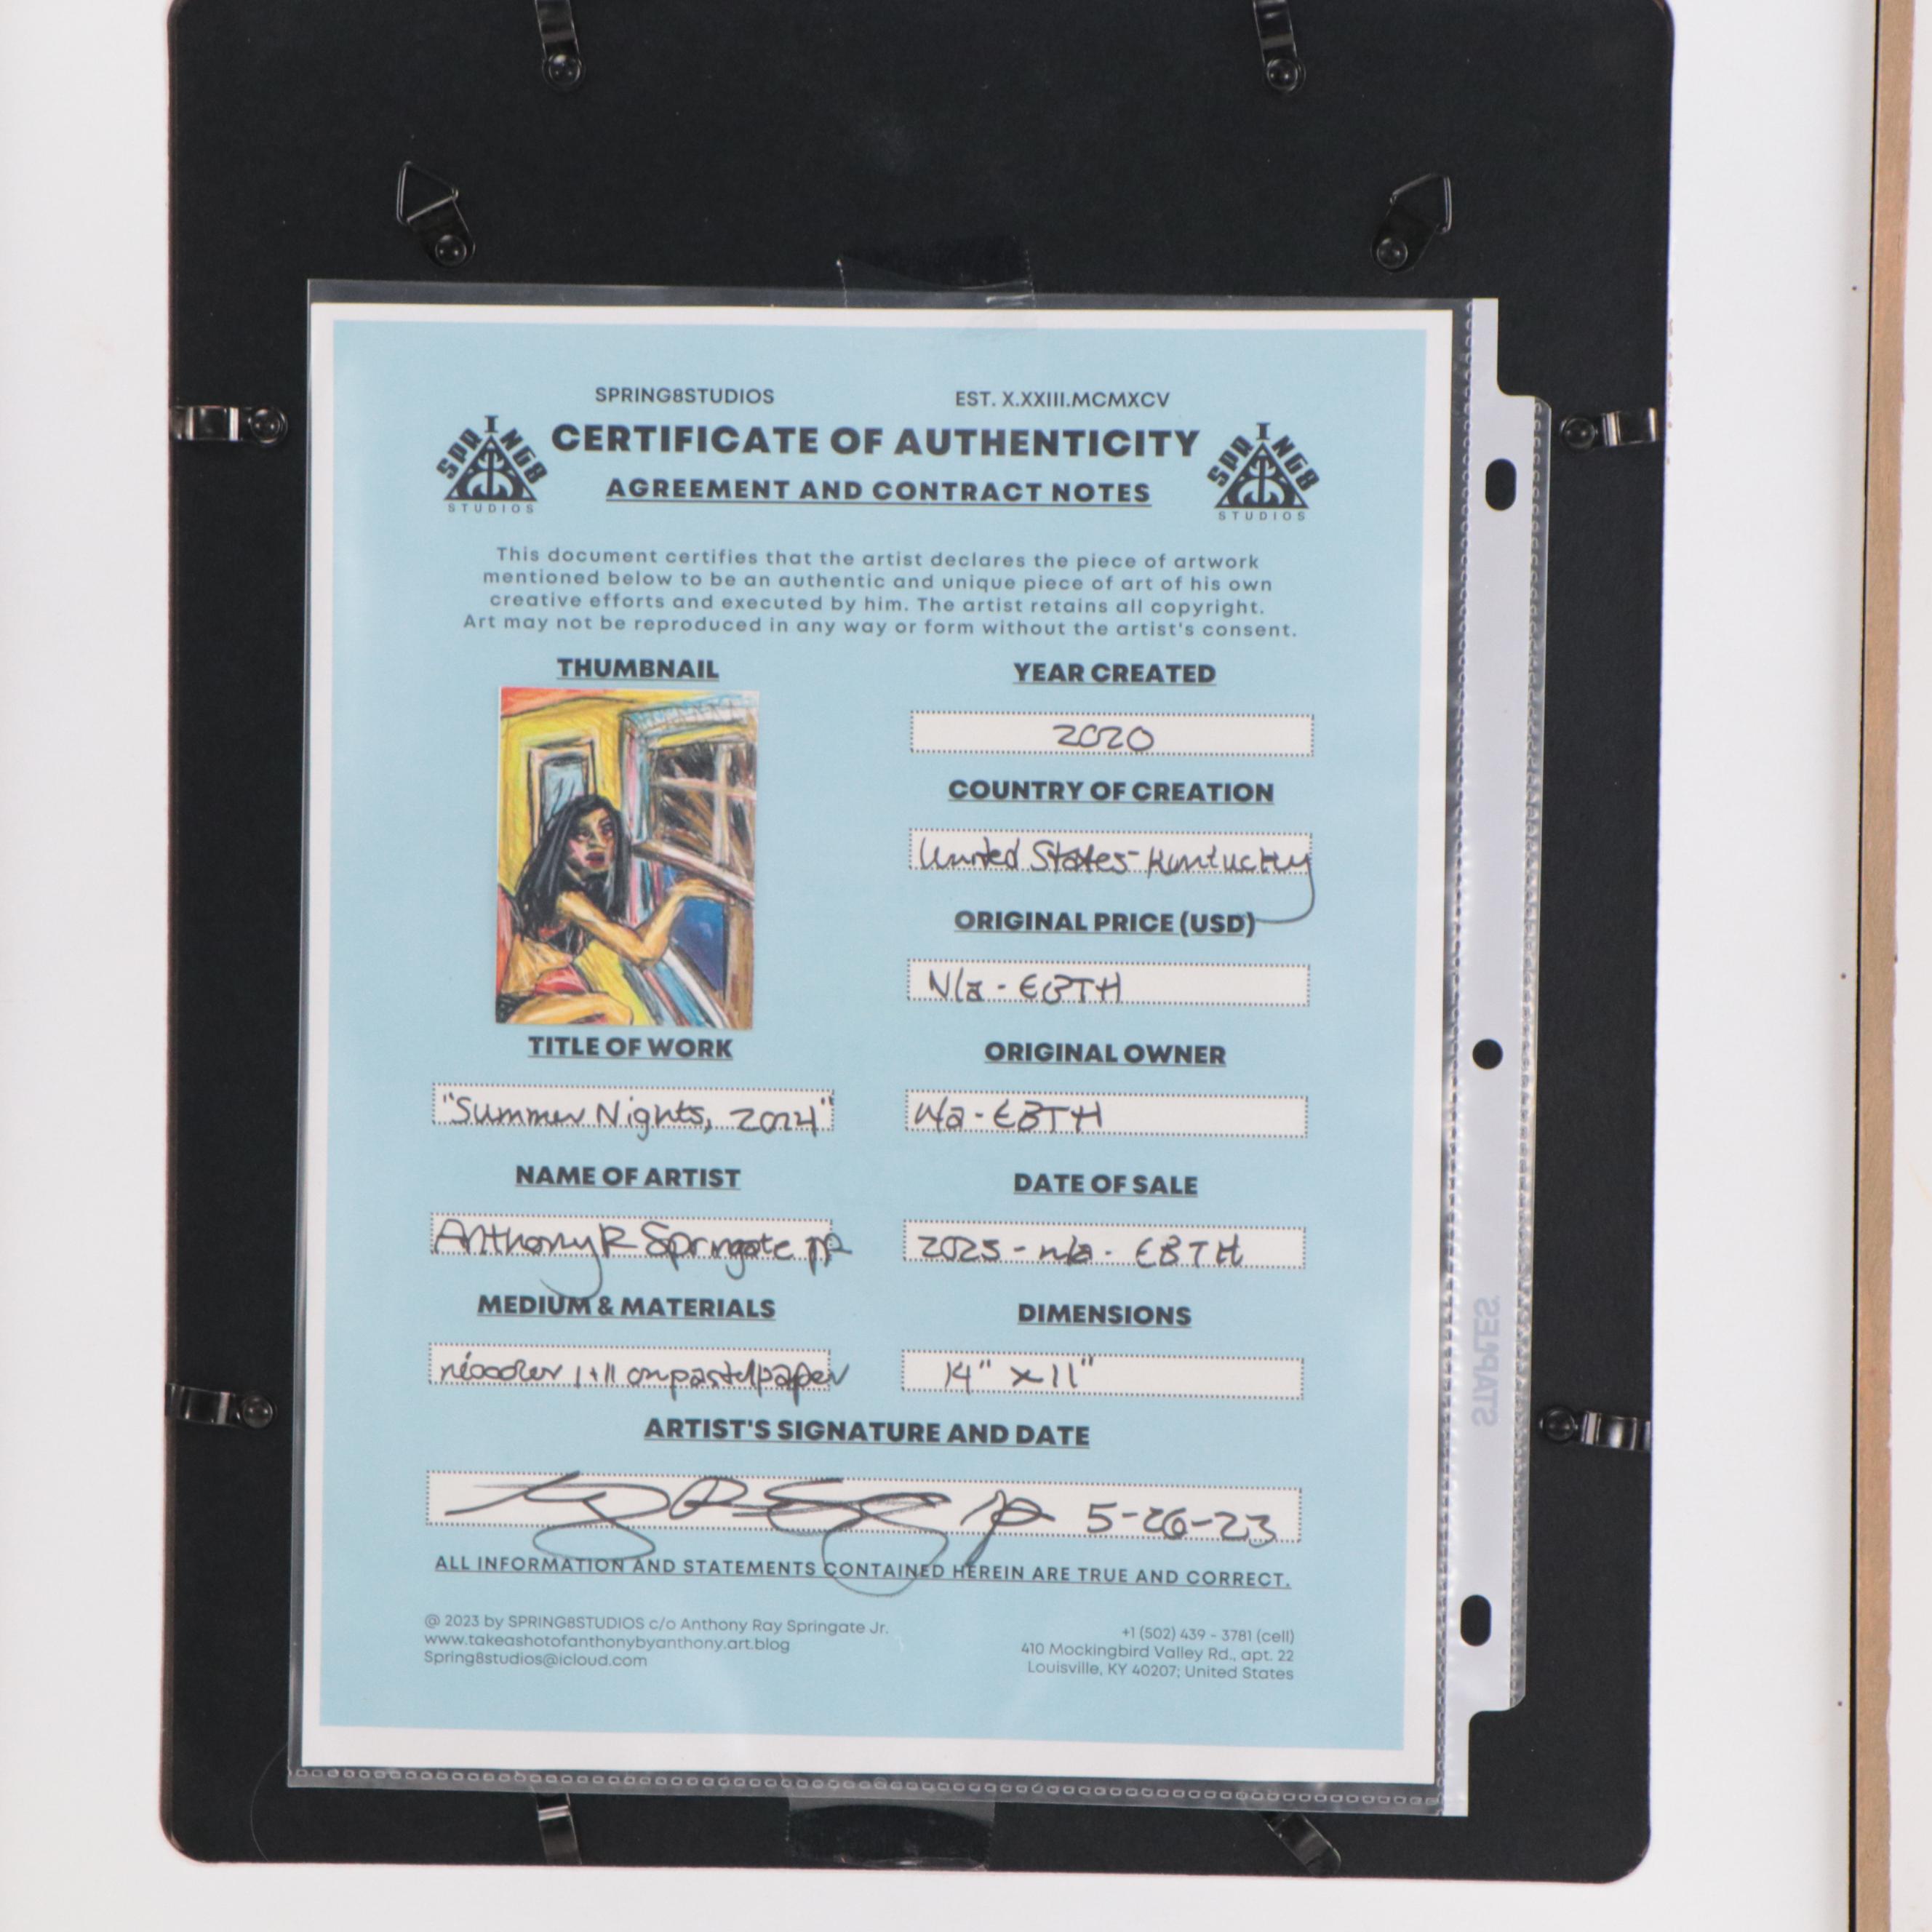 SPRING8STUDIOS EST. X.XXIII.MCMXCV
SPRING8 CERTIFICATE OF AUTHENTICITY SPRING8
STUDIOS AGREEMENT AND CONTRACT NOTES STUDIOS
This document certifies that the artist declares the piece of artwork
mentioned below to be an authentic and unique piece of art of his own
creative efforts and executed by him. The artist retains all copyright.
Art may not be reproduced in any way or form without the artist's consent.
THUMBNAIL
YEAR CREATED
2020
COUNTRY OF CREATION
United States-Kentucky
ORIGINAL PRICE (USD)
N/a - EBTH
TITLE OF WORK
"Summer Nights, 2024"
ORIGINAL OWNER
n/a - EBTH
NAME OF ARTIST
Anthony R Springate JR
DATE OF SALE
2025 - n/a - EBTH
MEDIUM & MATERIALS
on pastel paper
DIMENSIONS
14" x 11"
ARTIST'S SIGNATURE AND DATE
Jr 5-26-23
ALL INFORMATION AND STATEMENTS CONTAINED HEREIN ARE TRUE AND CORRECT.
@ 2023 by SPRING8STUDIOS c/o Anthony Ray Springate Jr.
www.takeashotofanthonybyanthony.art.blog
Spring8studios@icloud.com
+1 (502) 439 - 3781 (cell)
410 Mockingbird Valley Rd., apt. 22
Louisville, KY 40207; United States
STAPLES